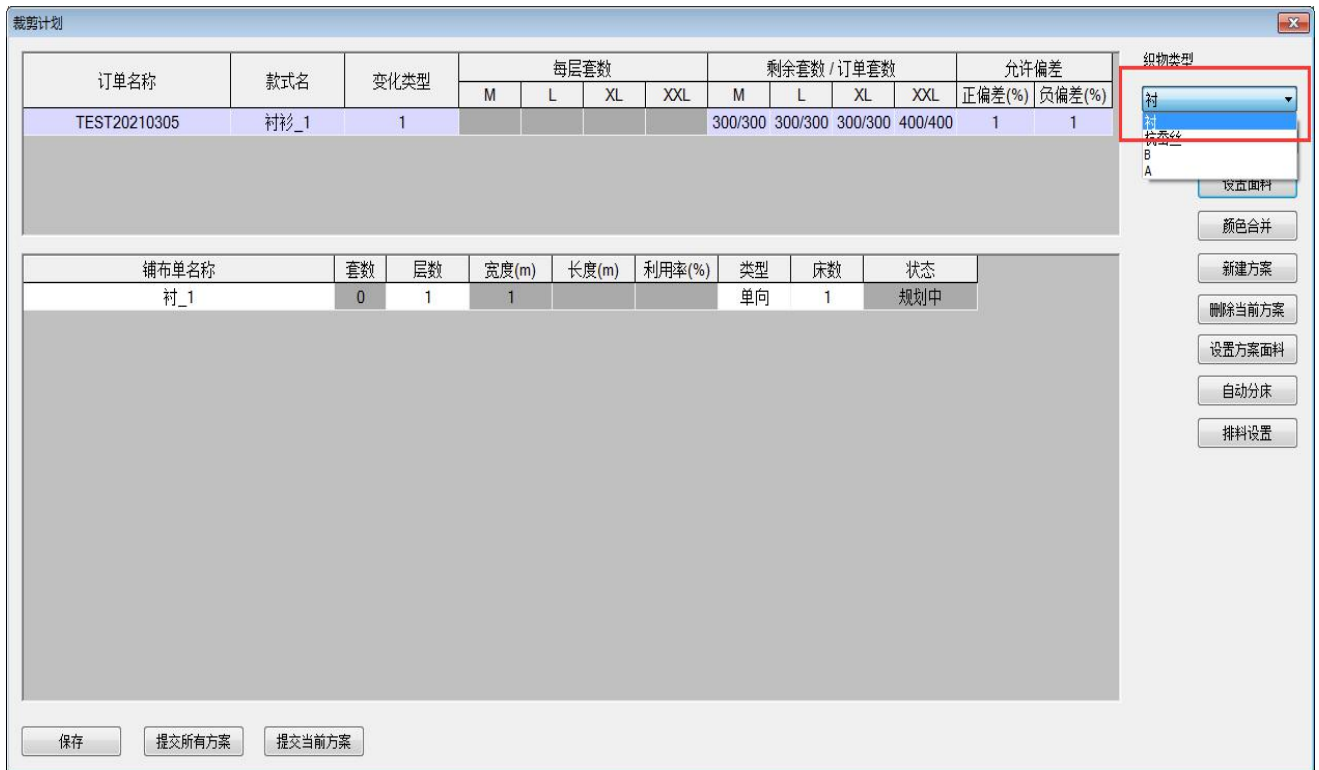 裁剪计划
订单名称 款式名 变化类型 每层套数 剩余套数 / 订单套数 允许偏差
M L XL XXL M L XL XXL 正偏差(%) 负偏差(%)
TEST20210305 衬衫_1 1 300/300 300/300 300/300 400/400 1 1
织物类型
衬
衬
杭蚕丝
B
A
设置面料
颜色合并
新建方案
删除当前方案
设置方案面料
自动分床
排料设置
铺布单名称 套数 层数 宽度(m) 长度(m) 利用率(%) 类型 床数 状态
衬_1 0 1 1 单向 1 规划中
保存 提交所有方案 提交当前方案